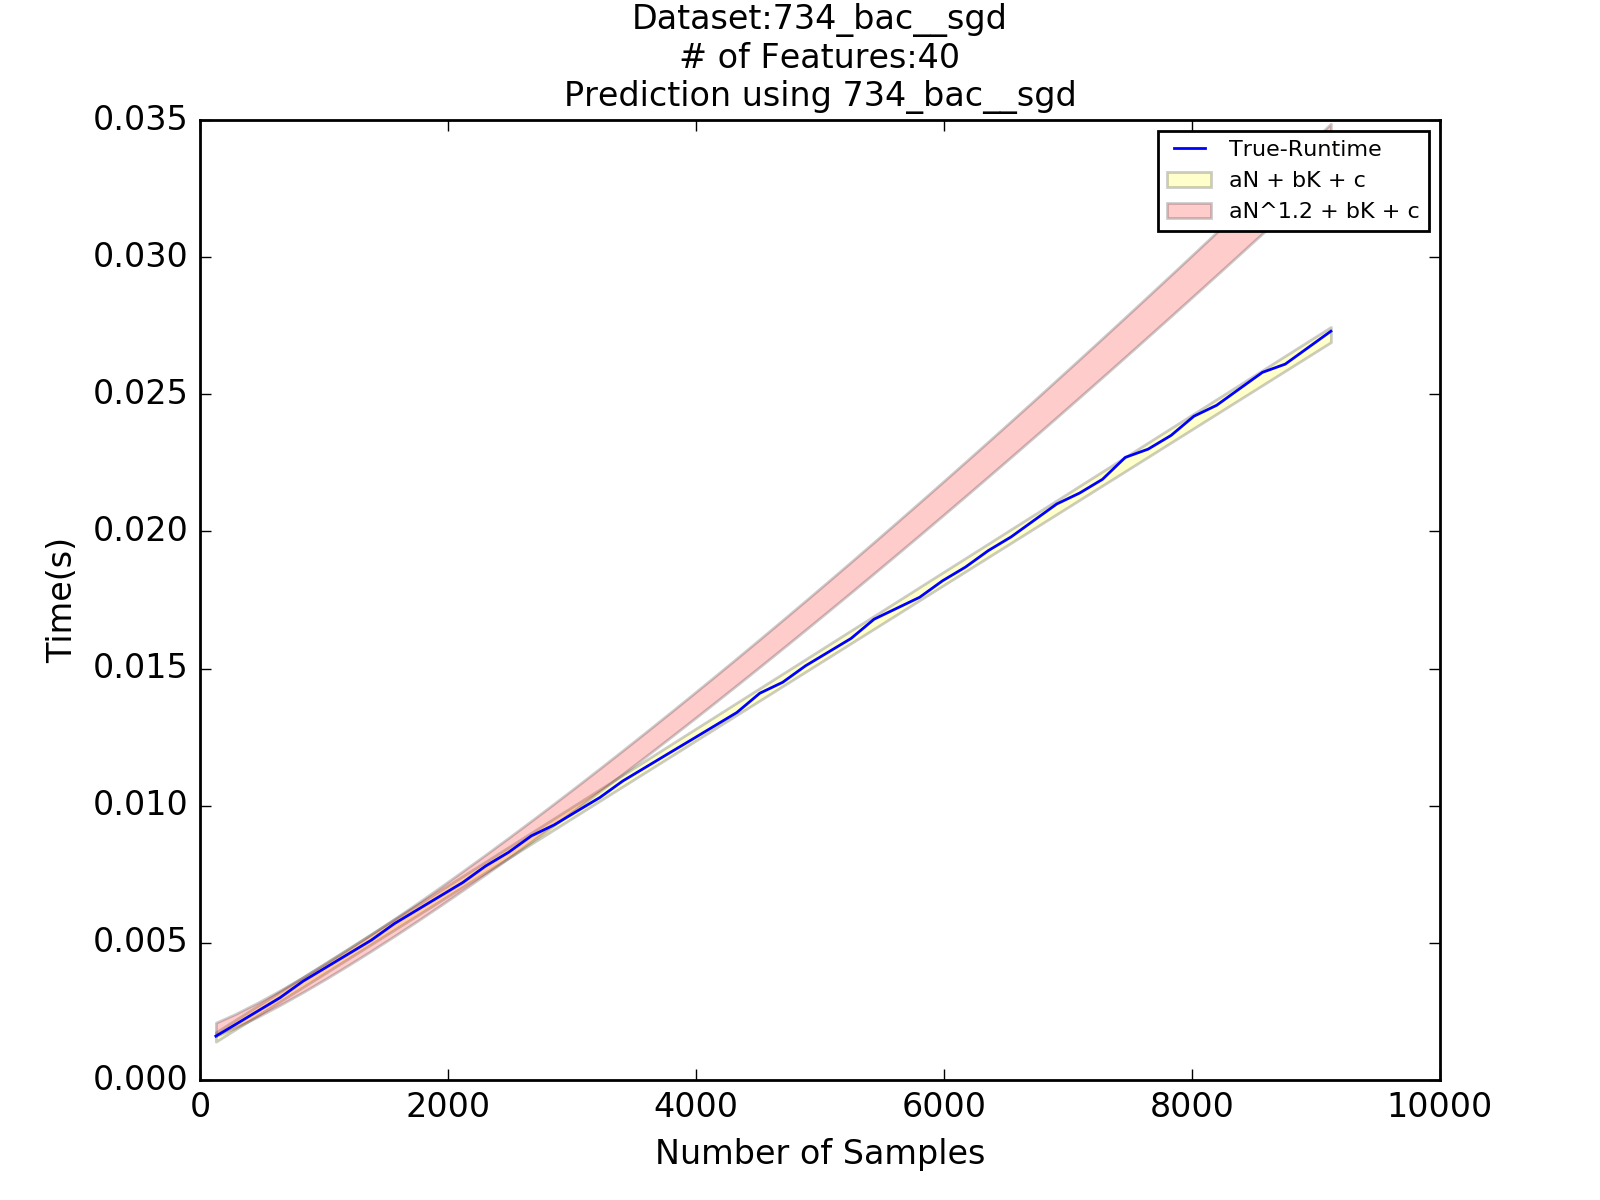 Dataset:734_bac__sgd
# of Features:40
Prediction using 734_bac__sgd
0.035
0.030
0.025
0.020
0.015
0.010
0.005
0.000
Time(s)
True-Runtime
aN + bK + c
aN^1.2 + bK + c
0 2000 4000 6000 8000 10000
Number of Samples